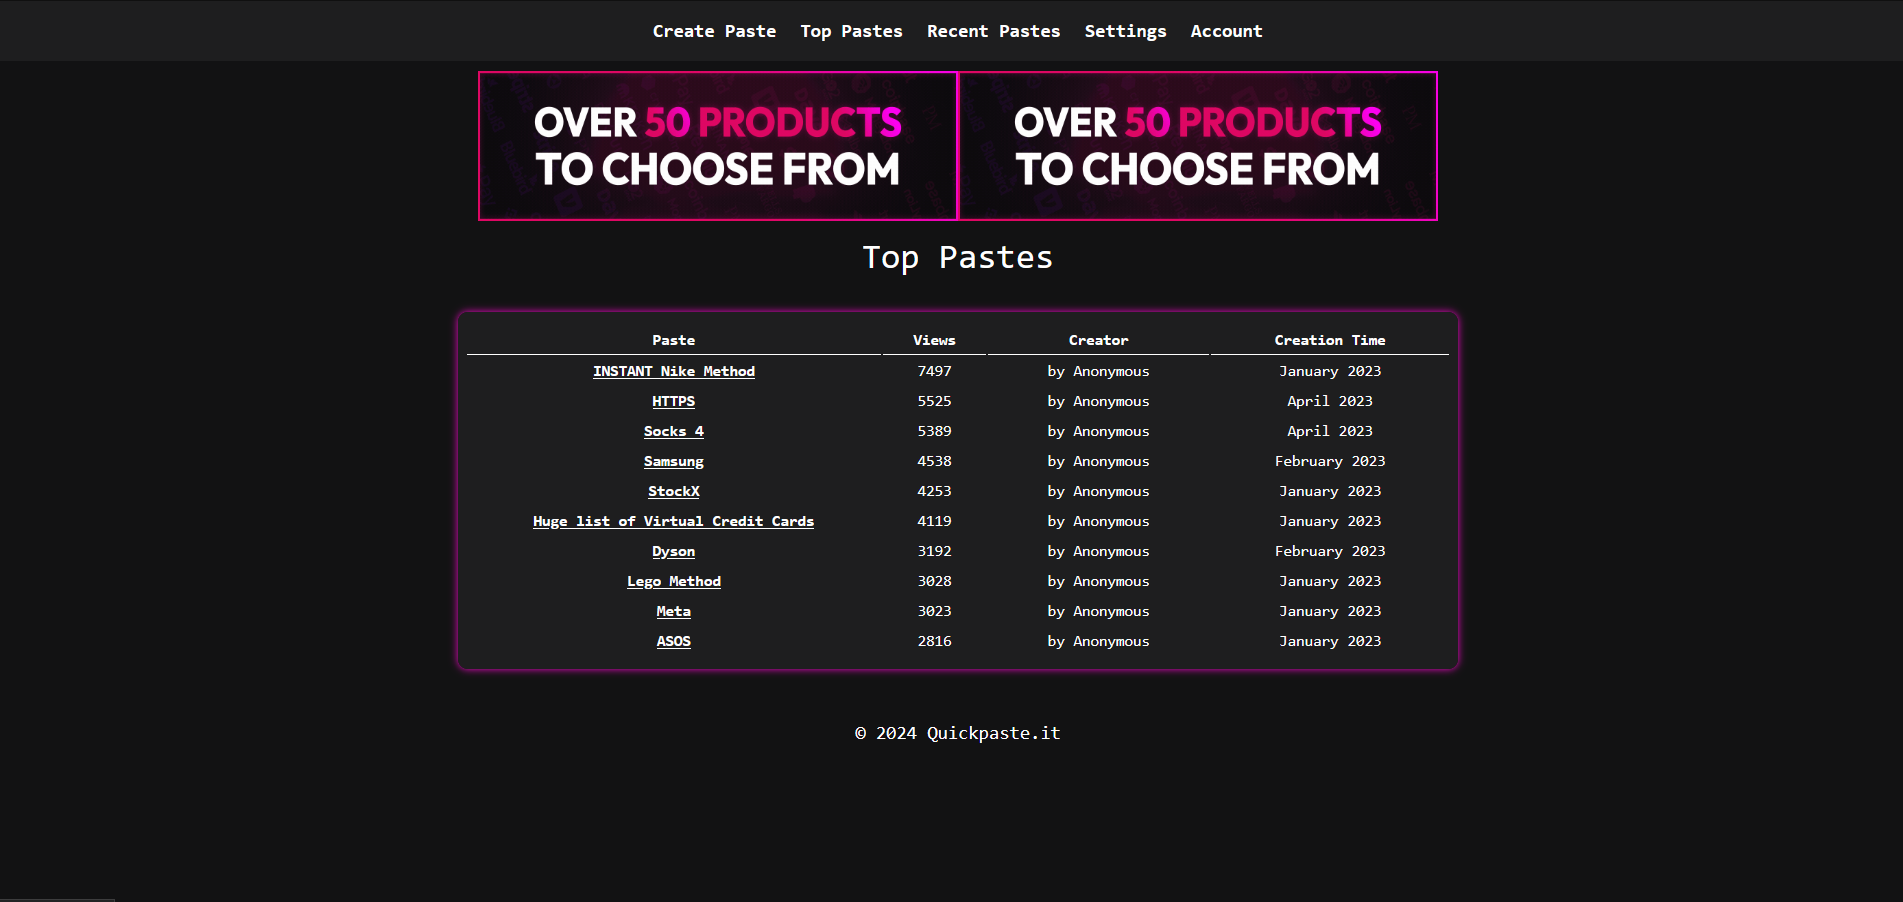 Create Paste Top Pastes Recent Pastes Settings Account
OVER 50 PRODUCTS
TO CHOOSE FROM
OVER 50 PRODUCTS
TO CHOOSE FROM
Top Pastes
Paste Views Creator Creation Time
INSTANT Nike Method 7497 by Anonymous January 2023
HTTPS 5525 by Anonymous April 2023
Socks 4 5389 by Anonymous April 2023
Samsung 4538 by Anonymous February 2023
StockX 4253 by Anonymous January 2023
Huge list of Virtual Credit Cards 4119 by Anonymous January 2023
Dyson 3192 by Anonymous February 2023
Lego Method 3028 by Anonymous January 2023
Meta 3023 by Anonymous January 2023
ASOS 2816 by Anonymous January 2023
© 2024 Quickpaste.it